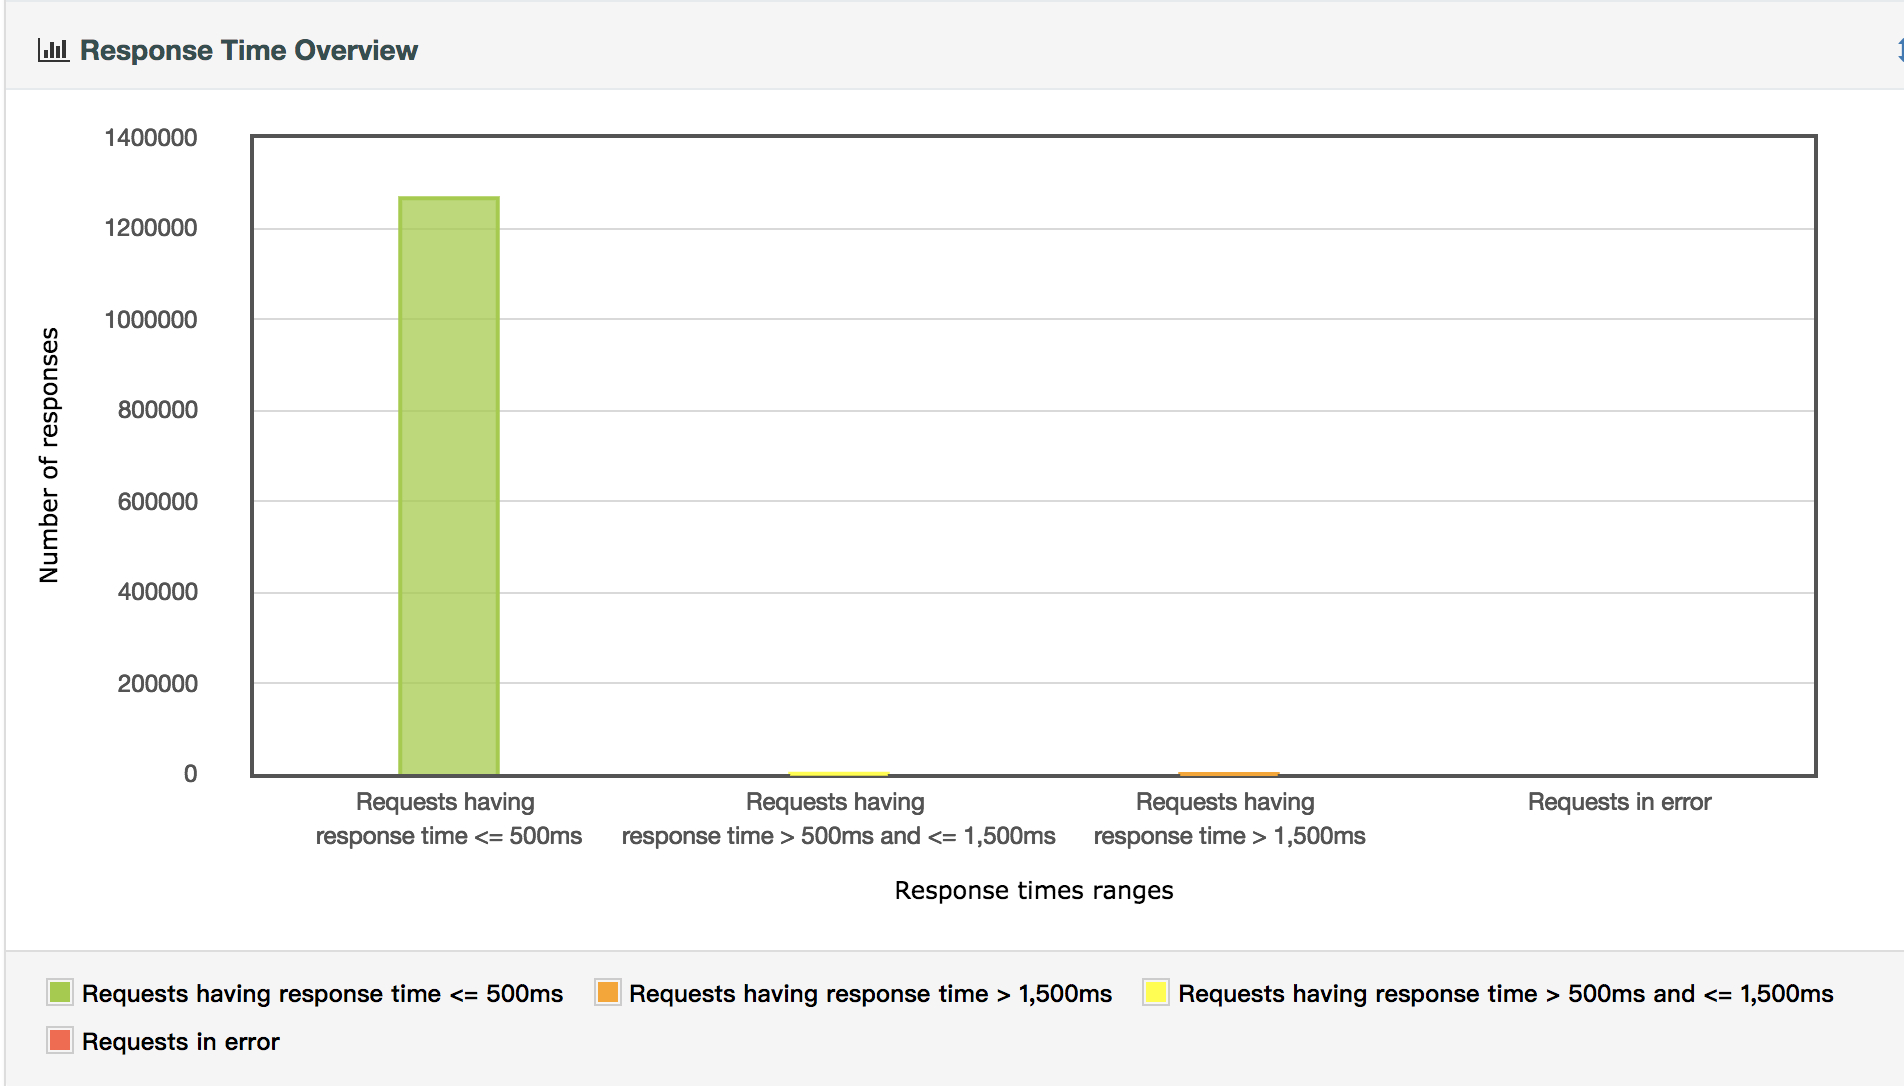 Response Time Overview
1400000
1200000
1000000
800000
600000
400000
200000
0
Number of responses
Requests having
response time <= 500ms
Requests having
response time > 500ms and <= 1,500ms
Requests having
response time > 1,500ms
Requests in error
Response times ranges
Requests having response time <= 500ms
Requests having response time > 1,500ms
Requests having response time > 500ms and <= 1,500ms
Requests in error